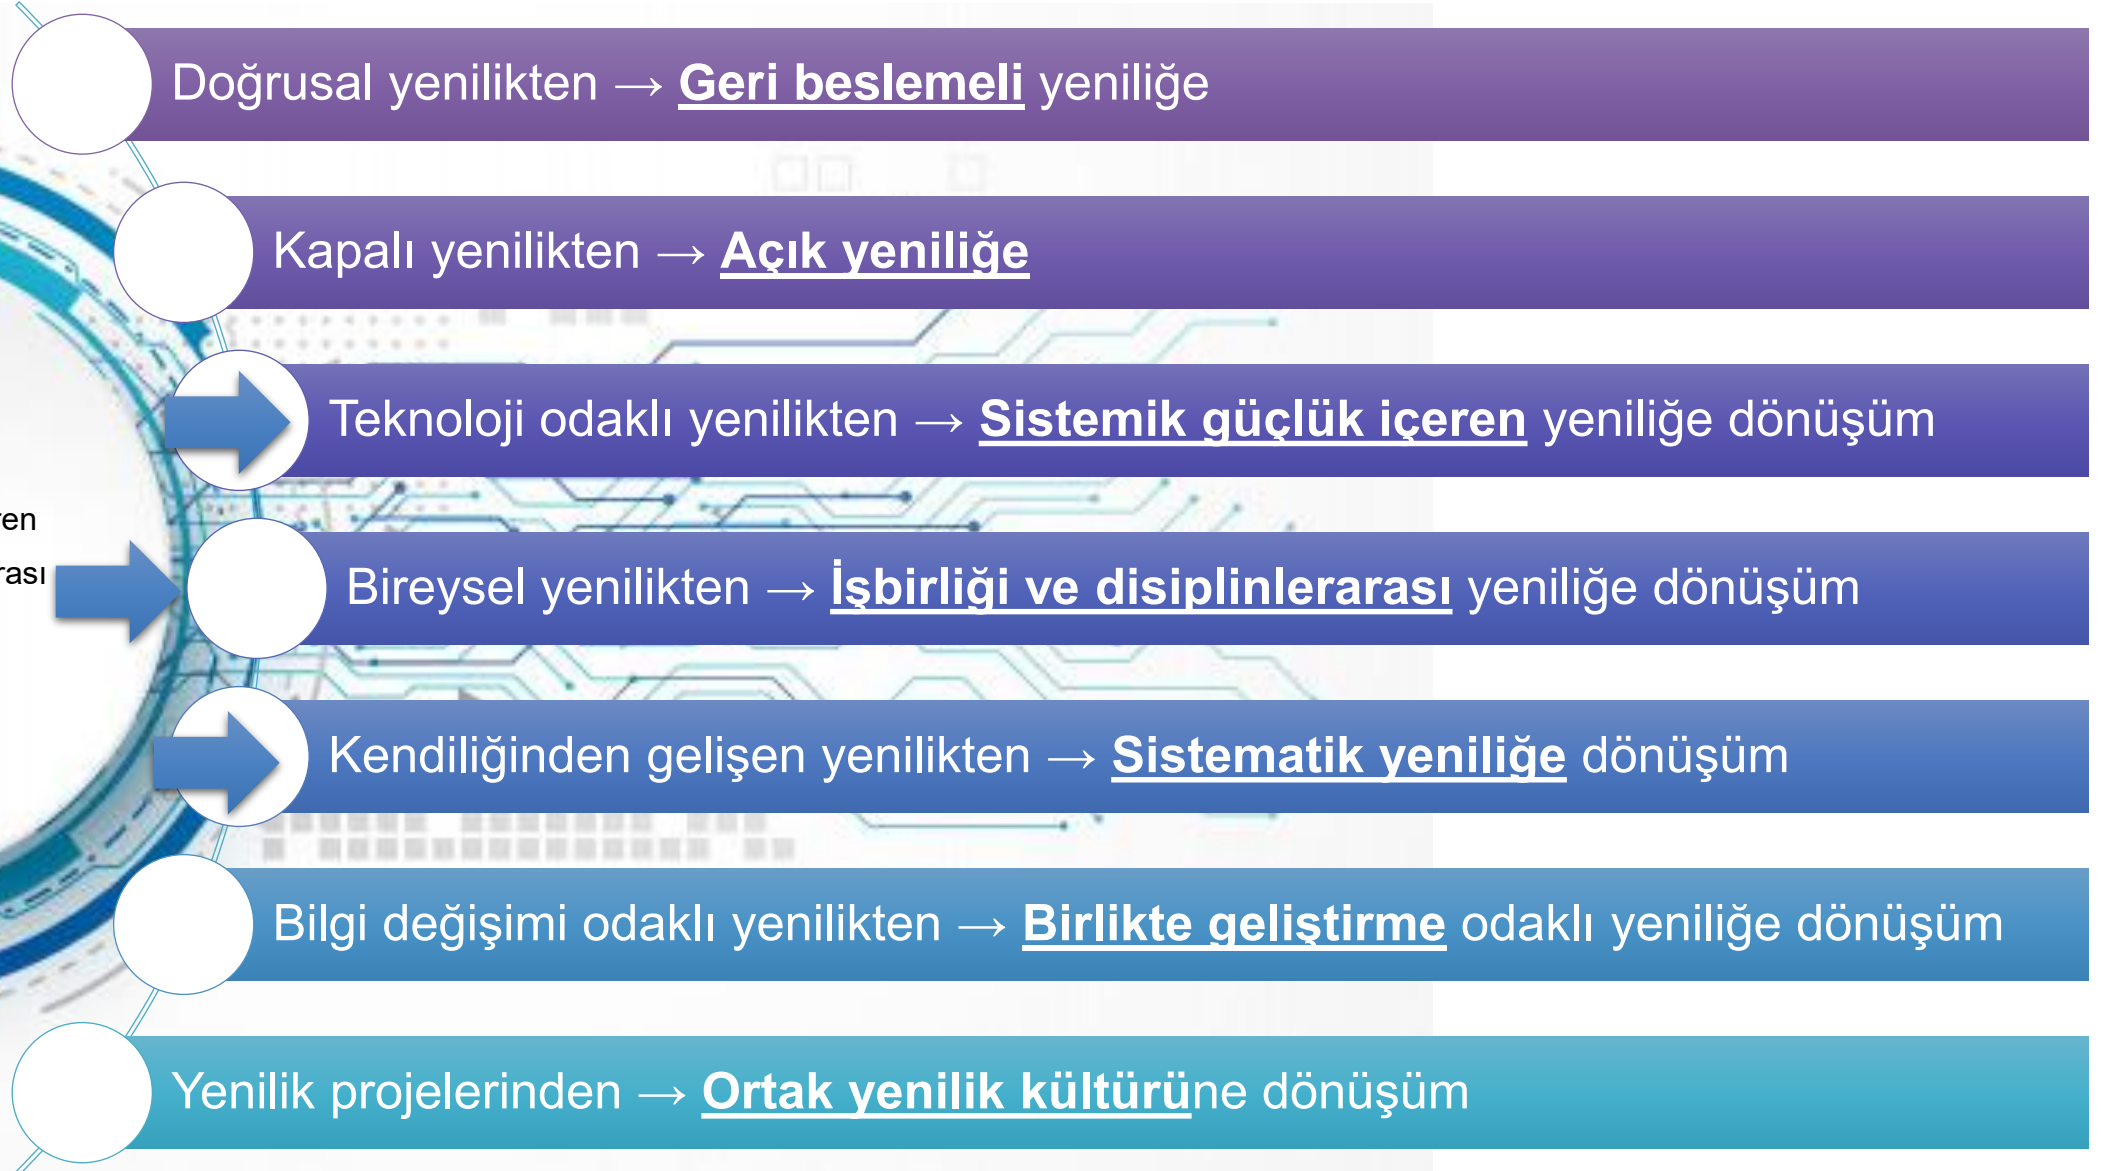 Doğrusal yenilikten → Geri beslemeli yeniliğe
Kapalı yenilikten → Açık yeniliğe
Teknoloji odaklı yenilikten → Sistemik güçlük içeren yeniliğe dönüşüm
Bireysel yenilikten → İşbirliği ve disiplinlerarası yeniliğe dönüşüm
Kendiliğinden gelişen yenilikten → Sistematik yeniliğe dönüşüm
Bilgi değişimi odaklı yenilikten → Birlikte geliştirme odaklı yeniliğe dönüşüm
Yenilik projelerinden → Ortak yenilik kültürüne dönüşüm